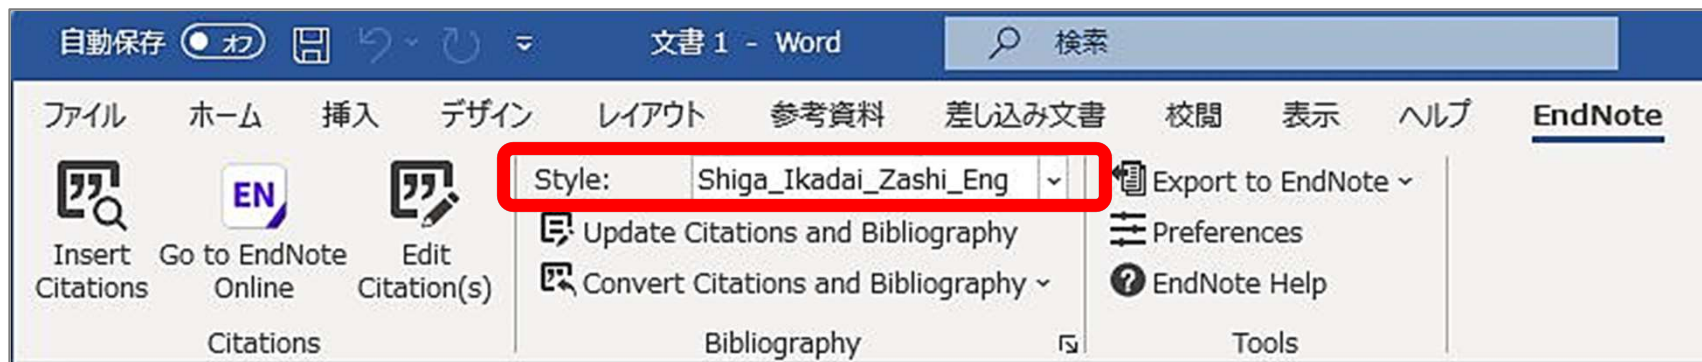 自動保存 オフ 文書 1 - Word 検索
ファイル ホーム 挿入 デザイン レイアウト 参考資料 差し込み文書 校閲 表示 ヘルプ EndNote
Insert Citations
EN
Go to EndNote Online
Edit Citation(s)
Citations
Style: Shiga_Ikadai_Zashi_Eng
Update Citations and Bibliography
Convert Citations and Bibliography
Bibliography
Export to EndNote
Preferences
EndNote Help
Tools